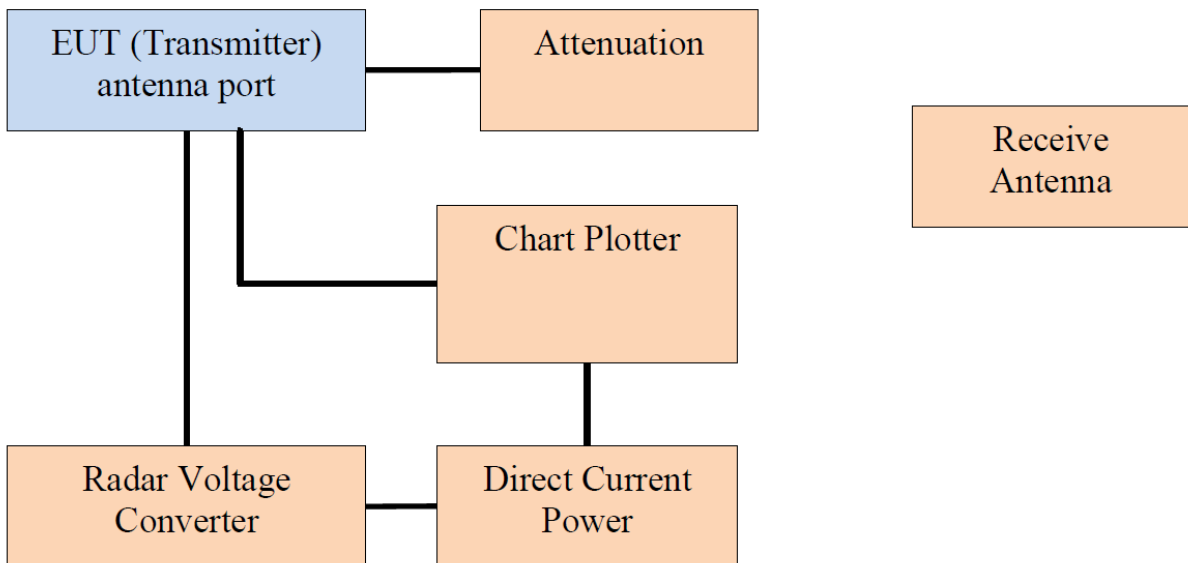 EUT (Transmitter)
antenna port
Attenuation
Receive
Antenna
Chart Plotter
Radar Voltage
Converter
Direct Current
Power